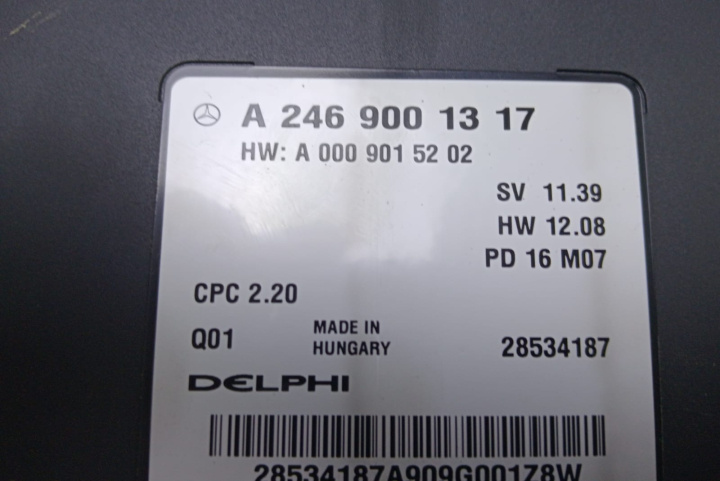 A 246 900 13 17
HW: A 000 901 52 02
SV 11.39
HW 12.08
PD 16 M07
CPC 2.20
Q01 MADE IN HUNGARY 28534187
DELPHI
28534187A909G001Z8W